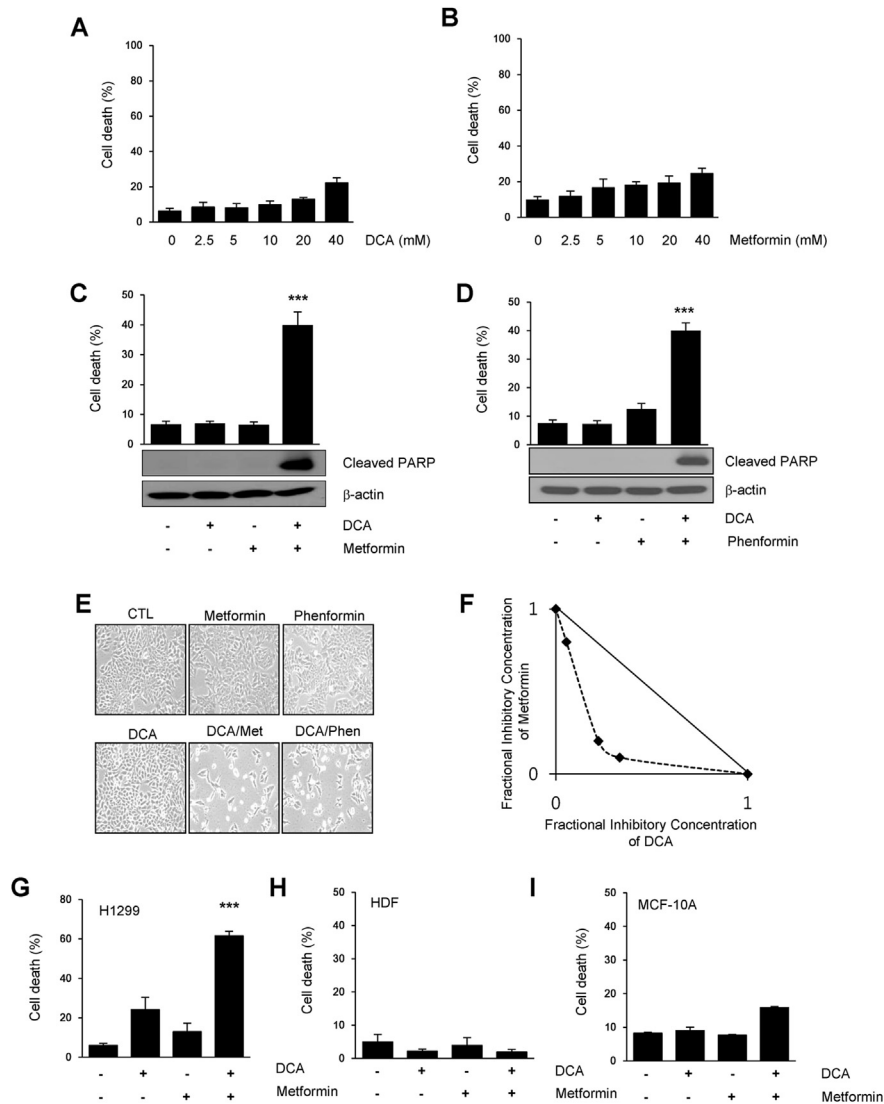 A
Cell death (%)
100
80
60
40
20
0
0 2.5 5 10 20 40 DCA (mM)
B
Cell death (%)
100
80
60
40
20
0
0 2.5 5 10 20 40 Metformin (mM)
C
Cell death (%)
50
40
30
20
10
0
***
Cleaved PARP
β-actin
- + - + DCA
- - + + Metformin
D
Cell death (%)
50
40
30
20
10
0
***
Cleaved PARP
β-actin
- + - + DCA
- - + + Phenformin
E
CTL Metformin Phenformin
DCA DCA/Met DCA/Phen
F
Fractional Inhibitory Concentration
of Metformin
1
0
0 1
Fractional Inhibitory Concentration
of DCA
G
H1299
Cell death (%)
80
60
40
20
0
***
- + - +
- - + +
H
HDF
Cell death (%)
50
40
30
20
10
0
DCA - + - +
Metformin - - + +
I
MCF-10A
Cell death (%)
50
40
30
20
10
0
- + - + DCA
- - + + Metformin